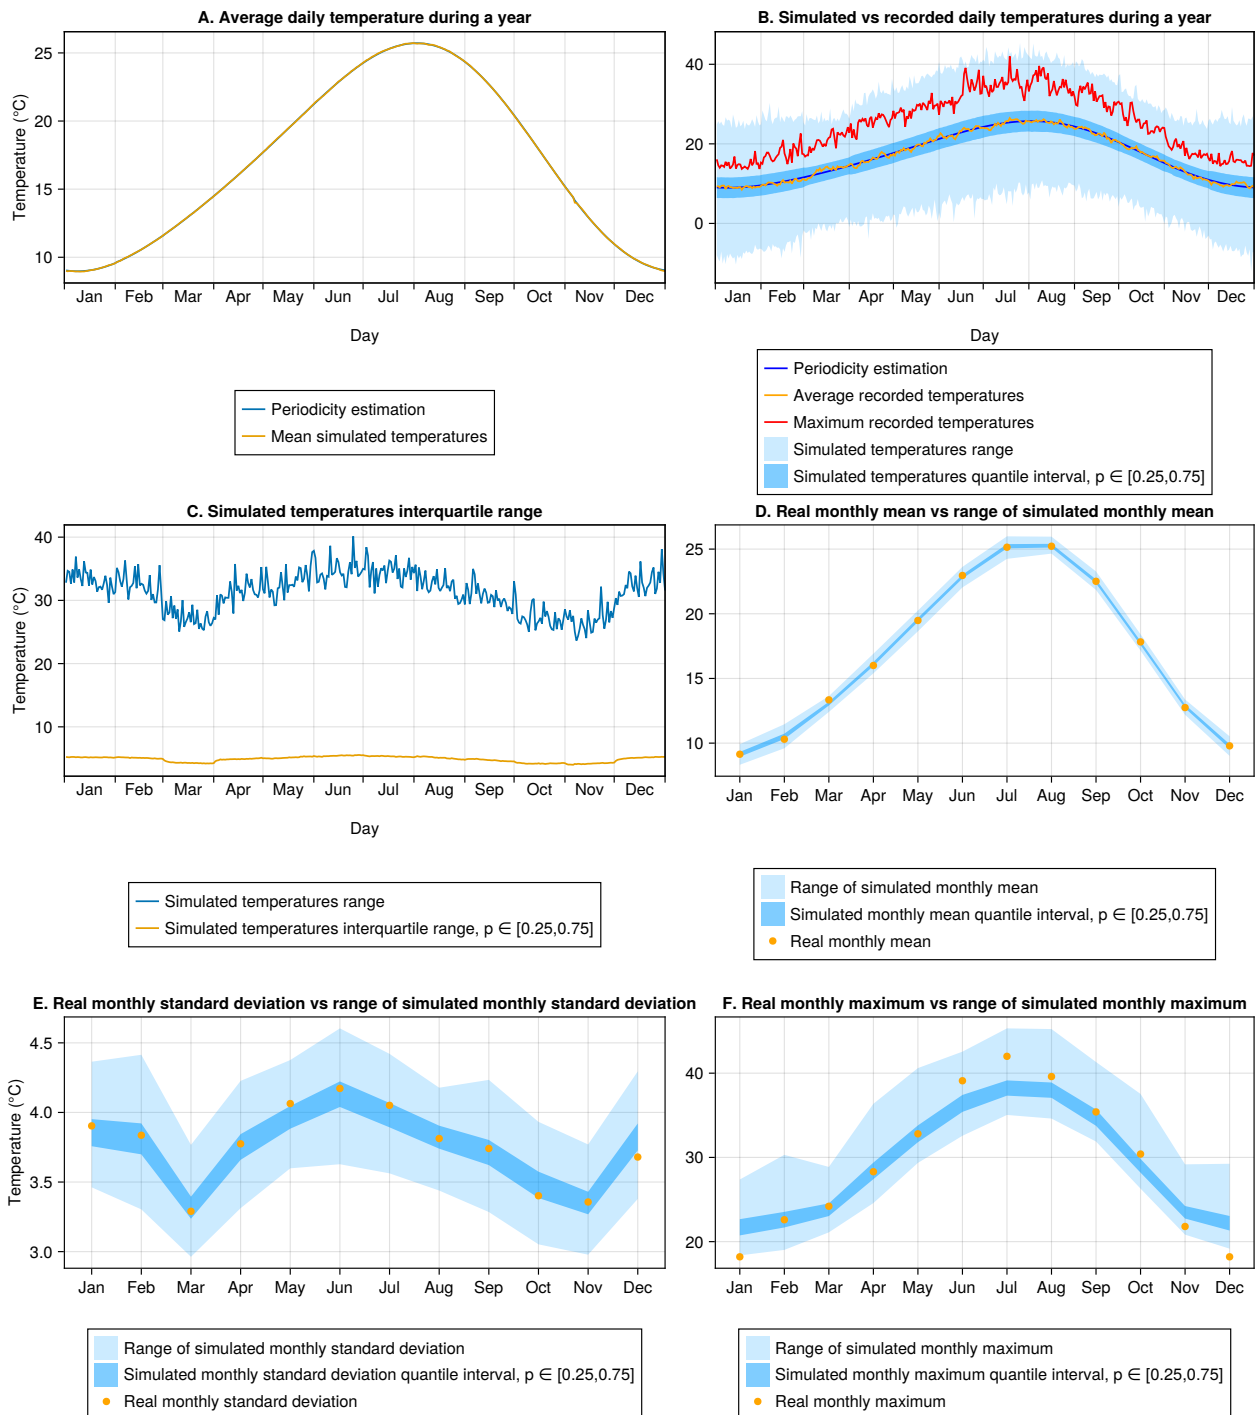 A. Average daily temperature during a year
Temperature (°C)
25
20
15
10
Jan Feb Mar Apr May Jun Jul Aug Sep Oct Nov Dec
Day
Periodicity estimation
Mean simulated temperatures
B. Simulated vs recorded daily temperatures during a year
40
20
0
Jan Feb Mar Apr May Jun Jul Aug Sep Oct Nov Dec
Day
Periodicity estimation
Average recorded temperatures
Maximum recorded temperatures
Simulated temperatures range
Simulated temperatures quantile interval, p ∈ [0.25,0.75]
C. Simulated temperatures interquartile range
Temperature (°C)
40
30
20
10
Jan Feb Mar Apr May Jun Jul Aug Sep Oct Nov Dec
Day
Simulated temperatures range
Simulated temperatures interquartile range, p ∈ [0.25,0.75]
D. Real monthly mean vs range of simulated monthly mean
25
20
15
10
Jan Feb Mar Apr May Jun Jul Aug Sep Oct Nov Dec
Range of simulated monthly mean
Simulated monthly mean quantile interval, p ∈ [0.25,0.75]
Real monthly mean
E. Real monthly standard deviation vs range of simulated monthly standard deviation
Temperature (°C)
4.5
4.0
3.5
3.0
Jan Feb Mar Apr May Jun Jul Aug Sep Oct Nov Dec
Range of simulated monthly standard deviation
Simulated monthly standard deviation quantile interval, p ∈ [0.25,0.75]
Real monthly standard deviation
F. Real monthly maximum vs range of simulated monthly maximum
40
30
20
Jan Feb Mar Apr May Jun Jul Aug Sep Oct Nov Dec
Range of simulated monthly maximum
Simulated monthly maximum quantile interval, p ∈ [0.25,0.75]
Real monthly maximum